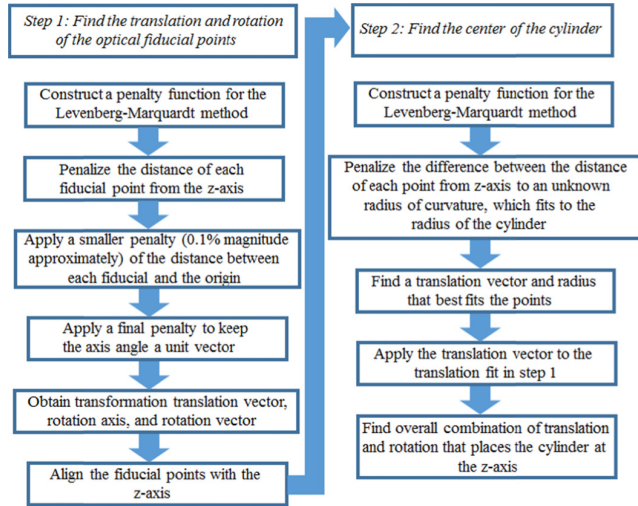 Step 1: Find the translation and rotation
of the optical fiducial points
Construct a penalty function for the
Levenberg-Marquardt method
Penalize the distance of each
fiducial point from the z-axis
Apply a smaller penalty (0.1% magnitude
approximately) of the distance between
each fiducial and the origin
Apply a final penalty to keep
the axis angle a unit vector
Obtain transformation translation vector,
rotation axis, and rotation vector
Align the fiducial points with the
z-axis
Step 2: Find the center of the cylinder
Construct a penalty function for the
Levenberg-Marquardt method
Penalize the difference between the distance
of each point from z-axis to an unknown
radius of curvature, which fits to the
radius of the cylinder
Find a translation vector and radius
that best fits the points
Apply the translation vector to the
translation fit in step 1
Find overall combination of translation
and rotation that places the cylinder at
the z-axis